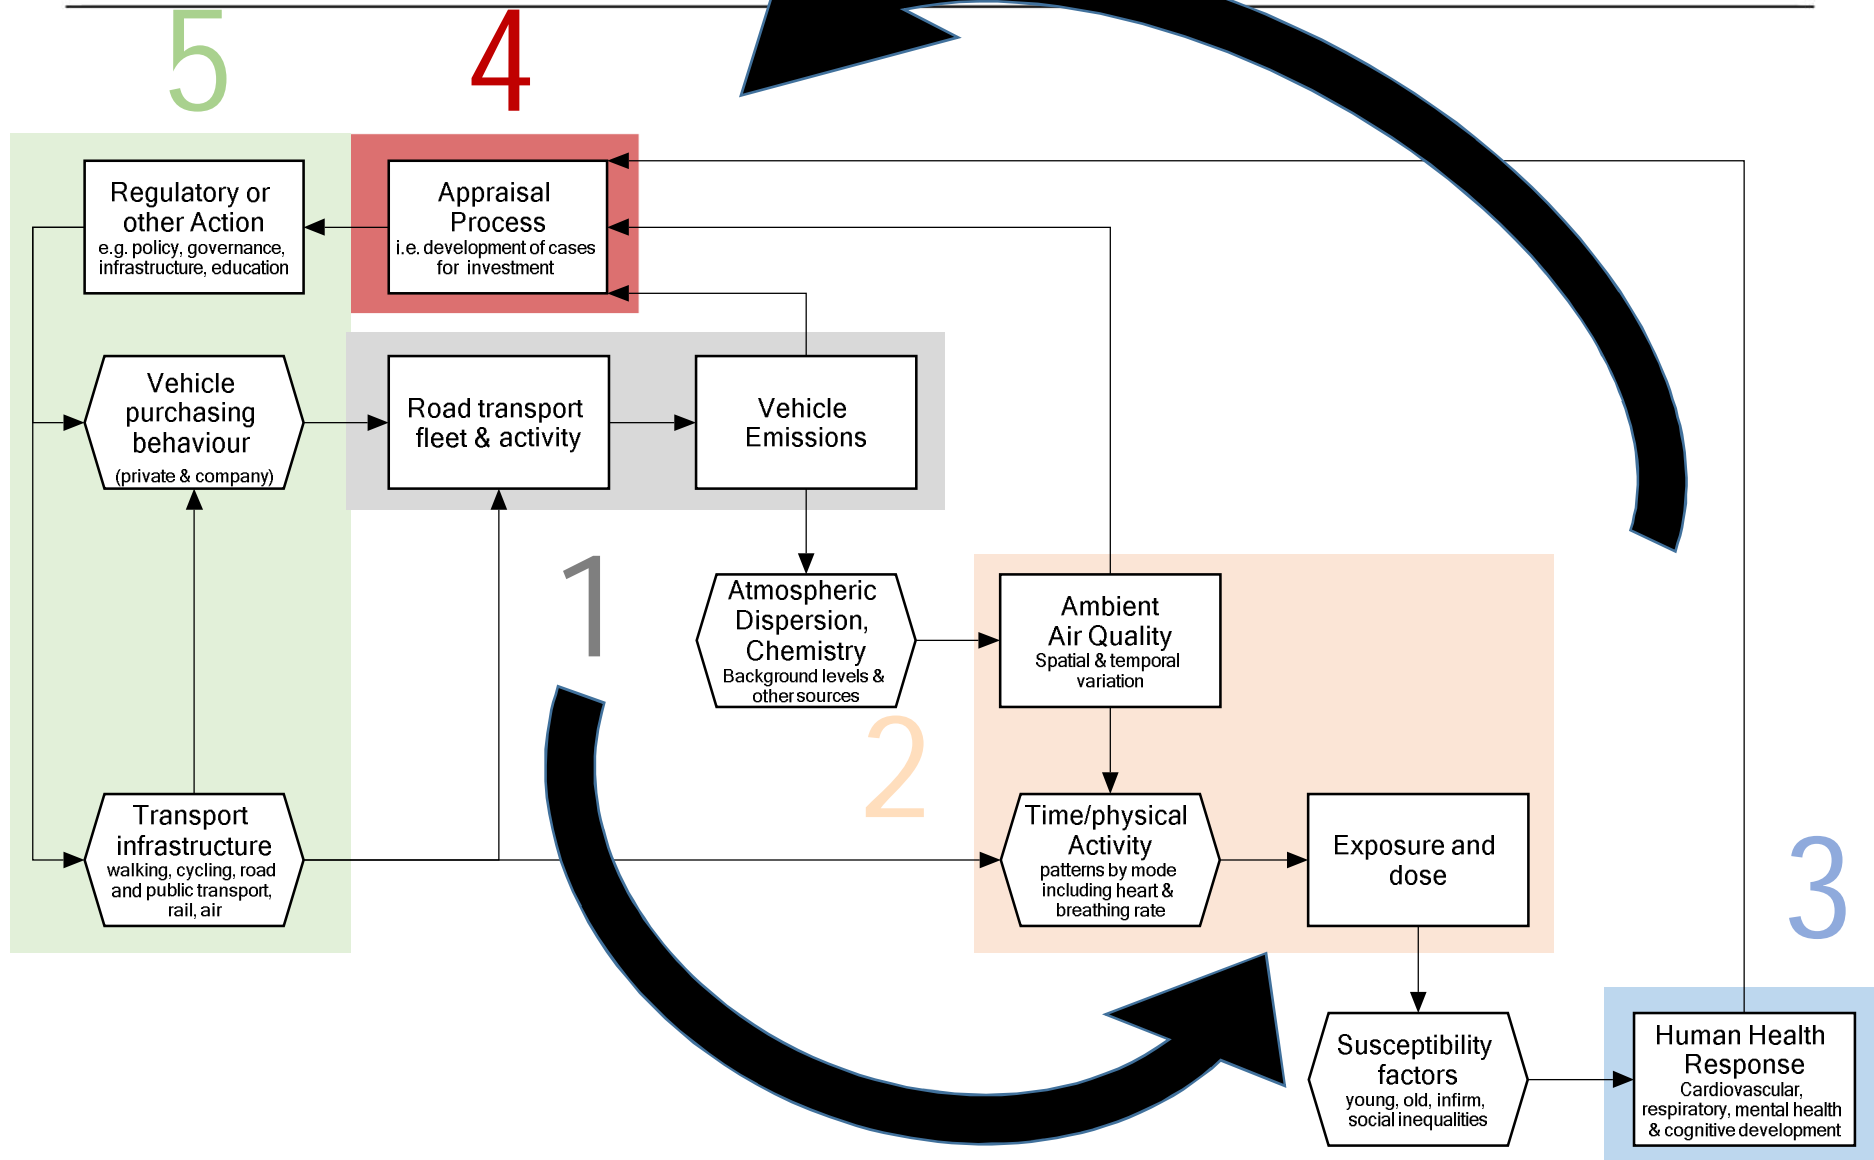 5
4
Regulatory or
other Action
e.g. policy, governance,
infrastructure, education
Appraisal
Process
i.e. development of cases
for investment
Vehicle
purchasing
behaviour
(private & company)
Road transport
fleet & activity
Vehicle
Emissions
1
Atmospheric
Dispersion,
Chemistry
Background levels &
other sources
Ambient
Air Quality
Spatial & temporal
variation
2
Transport
infrastructure
walking, cycling, road
and public transport,
rail, air
Time/physical
Activity
patterns by mode
including heart &
breathing rate
Exposure and
dose
3
Susceptibility
factors
young, old, infirm,
social inequalities
Human Health
Response
Cardiovascular,
respiratory, mental health
& cognitive development